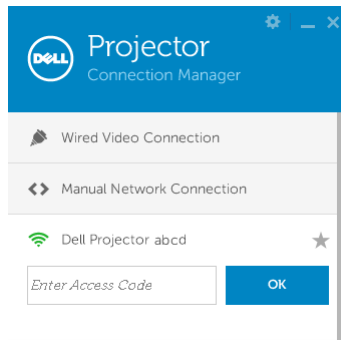 DELL
Projector
Connection Manager
Wired Video Connection
Manual Network Connection
Dell Projector abcd
Enter Access Code
OK